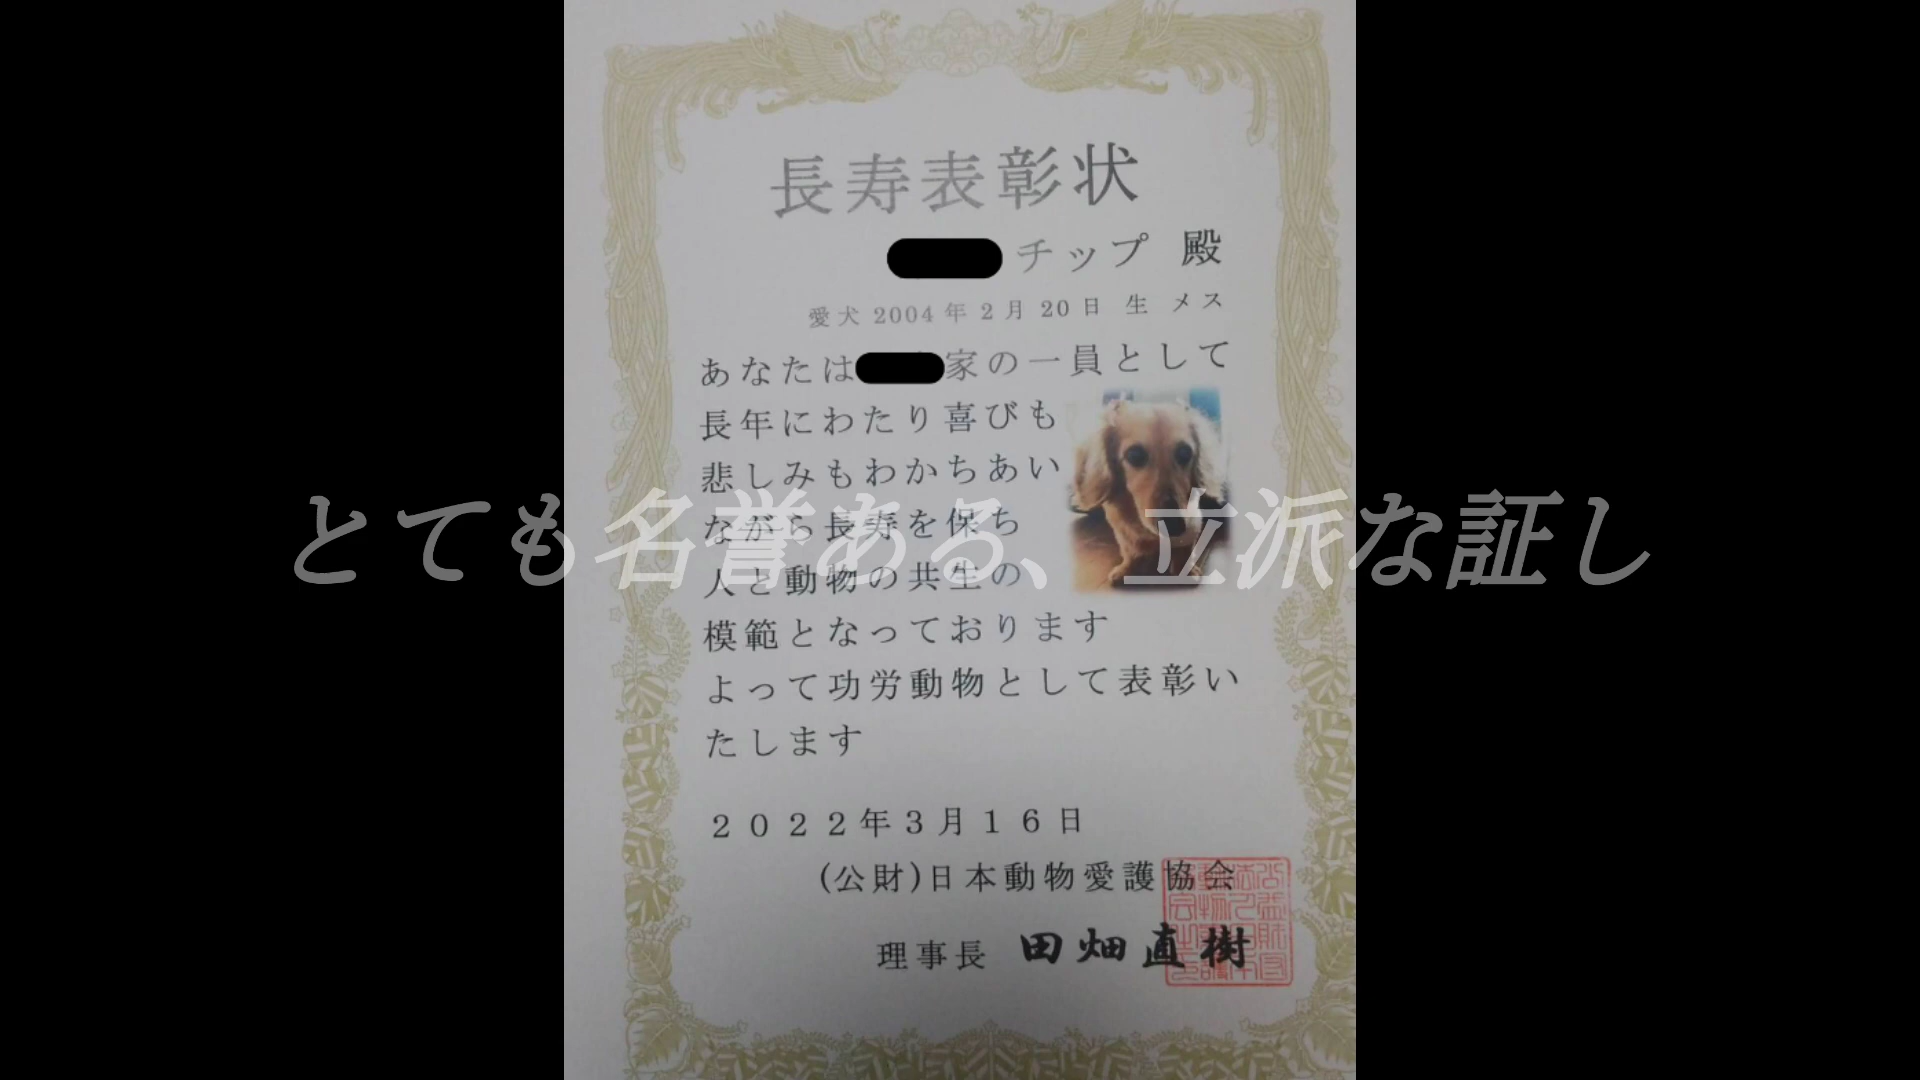 長寿表彰状
チップ 殿
愛犬 2004年2月20日 生 メス
あなたは 家の一員として
長年にわたり喜びも
悲しみもわかちあい
ながら長寿を保ち
人と動物の共生の
模範となっております
よって功労動物として表彰い
たします
2022年3月16日
(公財)日本動物愛護協会
理事長 田畑直樹
とても名誉ある、立派な証し